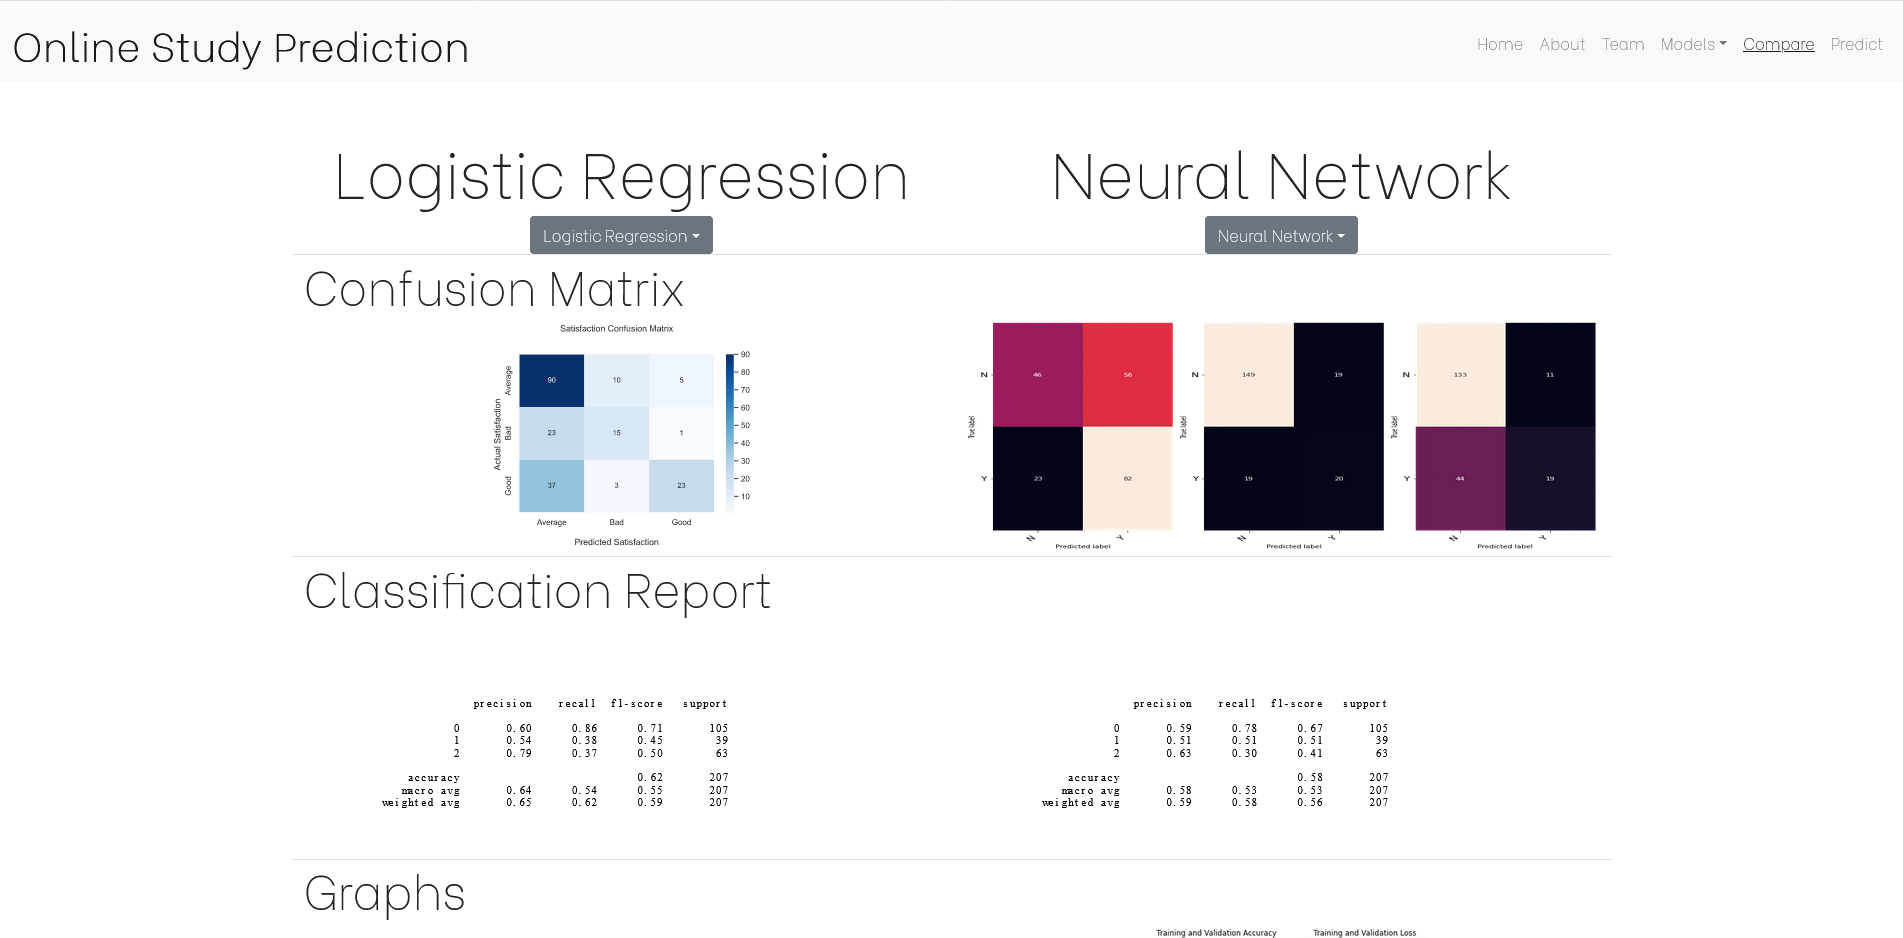 Online Study Prediction
Home About Team Models Compare Predict
Logistic Regression
Logistic Regression
Neural Network
Neural Network
Confusion Matrix
Satisfaction Confusion Matrix
Actual Satisfaction
Average 90 10 5
Bad 23 15 1
Good 37 3 23
Average Bad Good
Predicted Satisfaction
90
80
70
60
50
40
30
20
10
True label
N 46 56
Y 23 82
N Y
Predicted label
True label
N 149 19
Y 19 20
N Y
Predicted label
True label
N 133 11
Y 44 19
N Y
Predicted label
Classification Report
precision recall f1-score support
0 0.60 0.86 0.71 105
1 0.54 0.38 0.45 39
2 0.79 0.37 0.50 63
accuracy 0.62 207
macro avg 0.64 0.54 0.55 207
weighted avg 0.65 0.62 0.59 207
precision recall f1-score support
0 0.59 0.78 0.67 105
1 0.51 0.51 0.51 39
2 0.63 0.30 0.41 63
accuracy 0.58 207
macro avg 0.58 0.53 0.53 207
weighted avg 0.59 0.58 0.56 207
Graphs
Training and Validation Accuracy
Training and Validation Loss